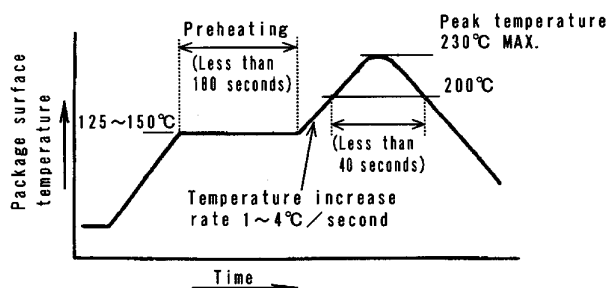 Preheating
(Less than
180 seconds)
Peak temperature
230℃ MAX.
200℃
125～150℃
(Less than
40 seconds)
Temperature increase
rate 1～4℃/second
Package surface
temperature
Time